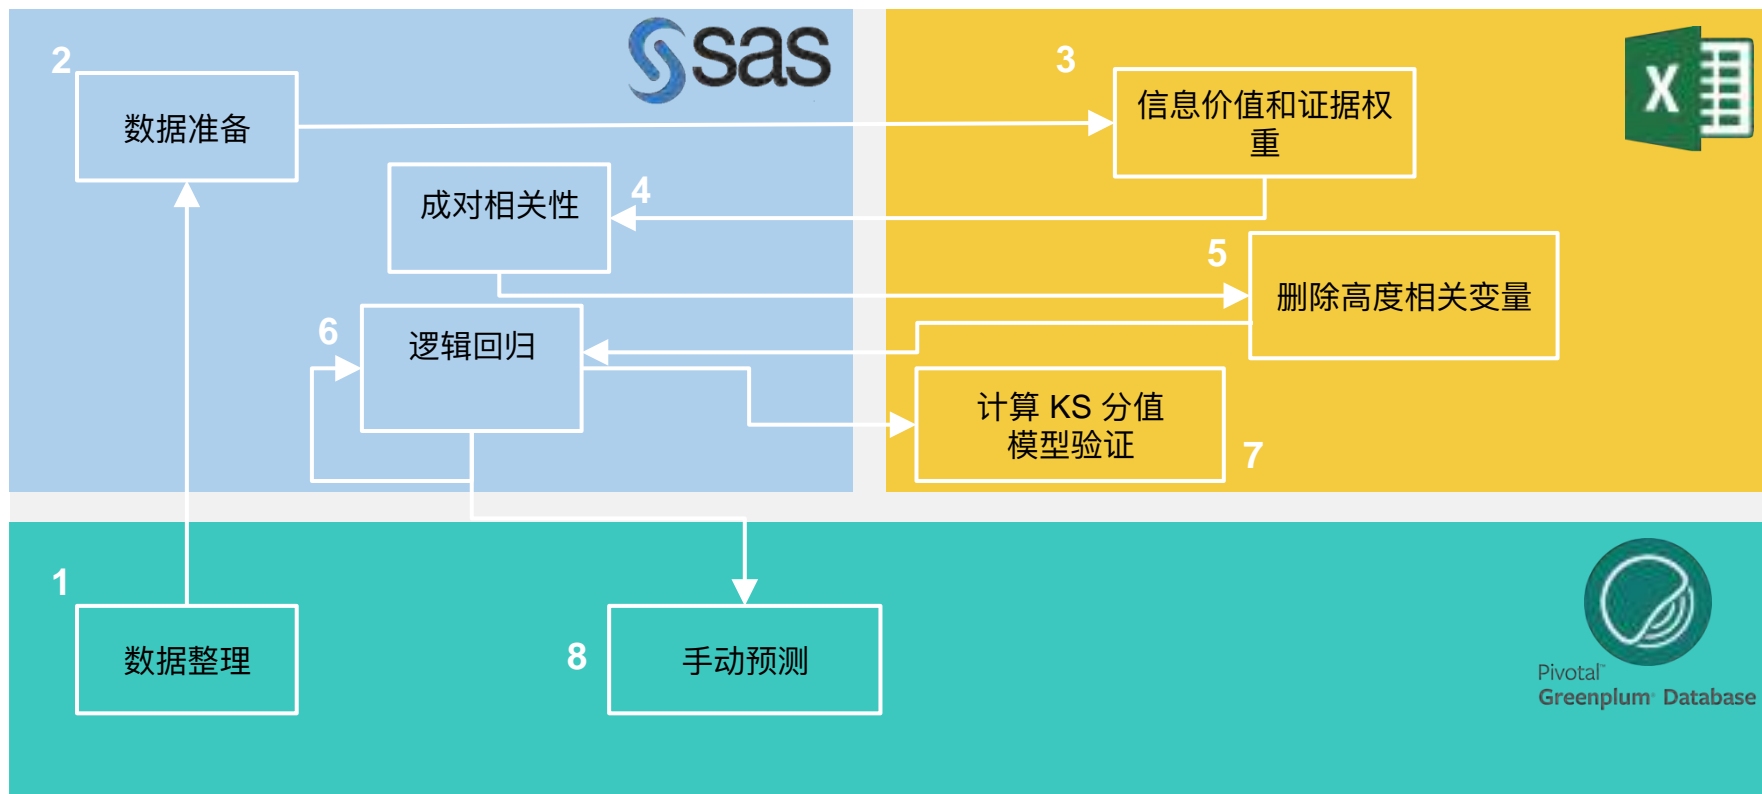 2
数据准备
sas
3
信息价值和证据权
重
X
成对相关性
4
5
删除高度相关变量
6
逻辑回归
计算 KS 分值
模型验证
7
1
数据整理
8
手动预测
Pivotal™
Greenplum® Database